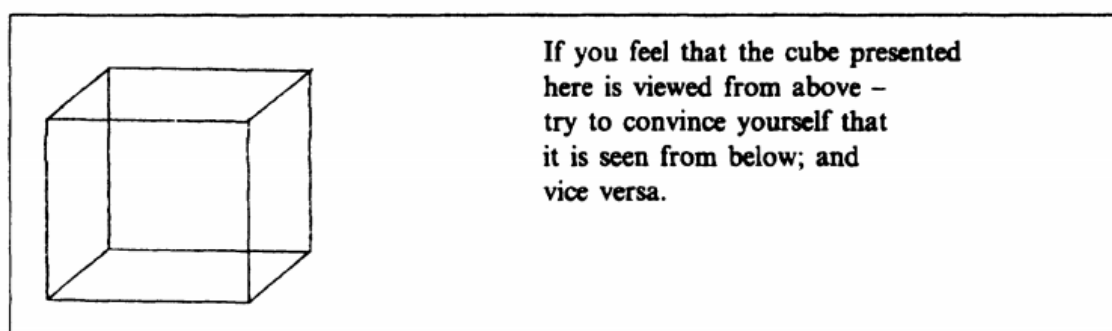 If you feel that the cube presented
here is viewed from above –
try to convince yourself that
it is seen from below; and
vice versa.